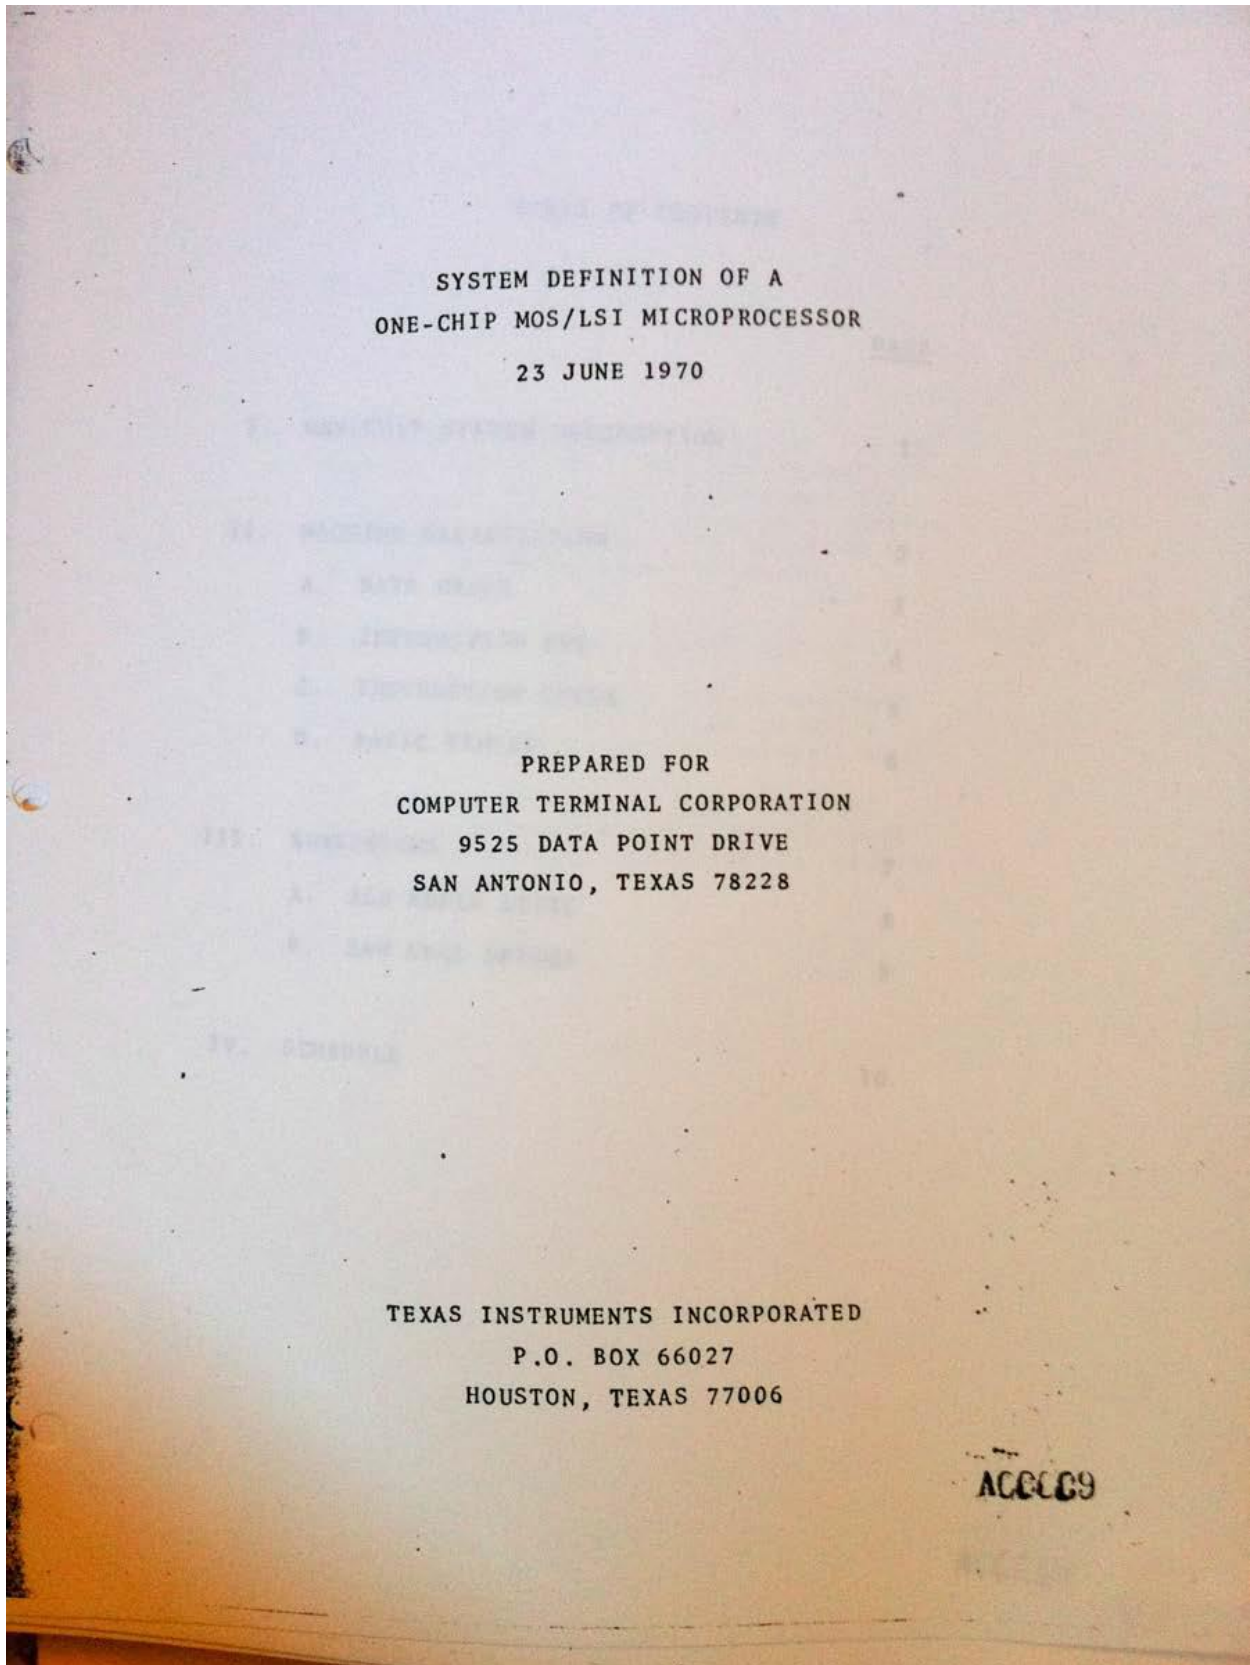 SYSTEM DEFINITION OF A
ONE-CHIP MOS/LSI MICROPROCESSOR
23 JUNE 1970
PREPARED FOR
COMPUTER TERMINAL CORPORATION
9525 DATA POINT DRIVE
SAN ANTONIO, TEXAS 78228
TEXAS INSTRUMENTS INCORPORATED
P.O. BOX 66027
HOUSTON, TEXAS 77006